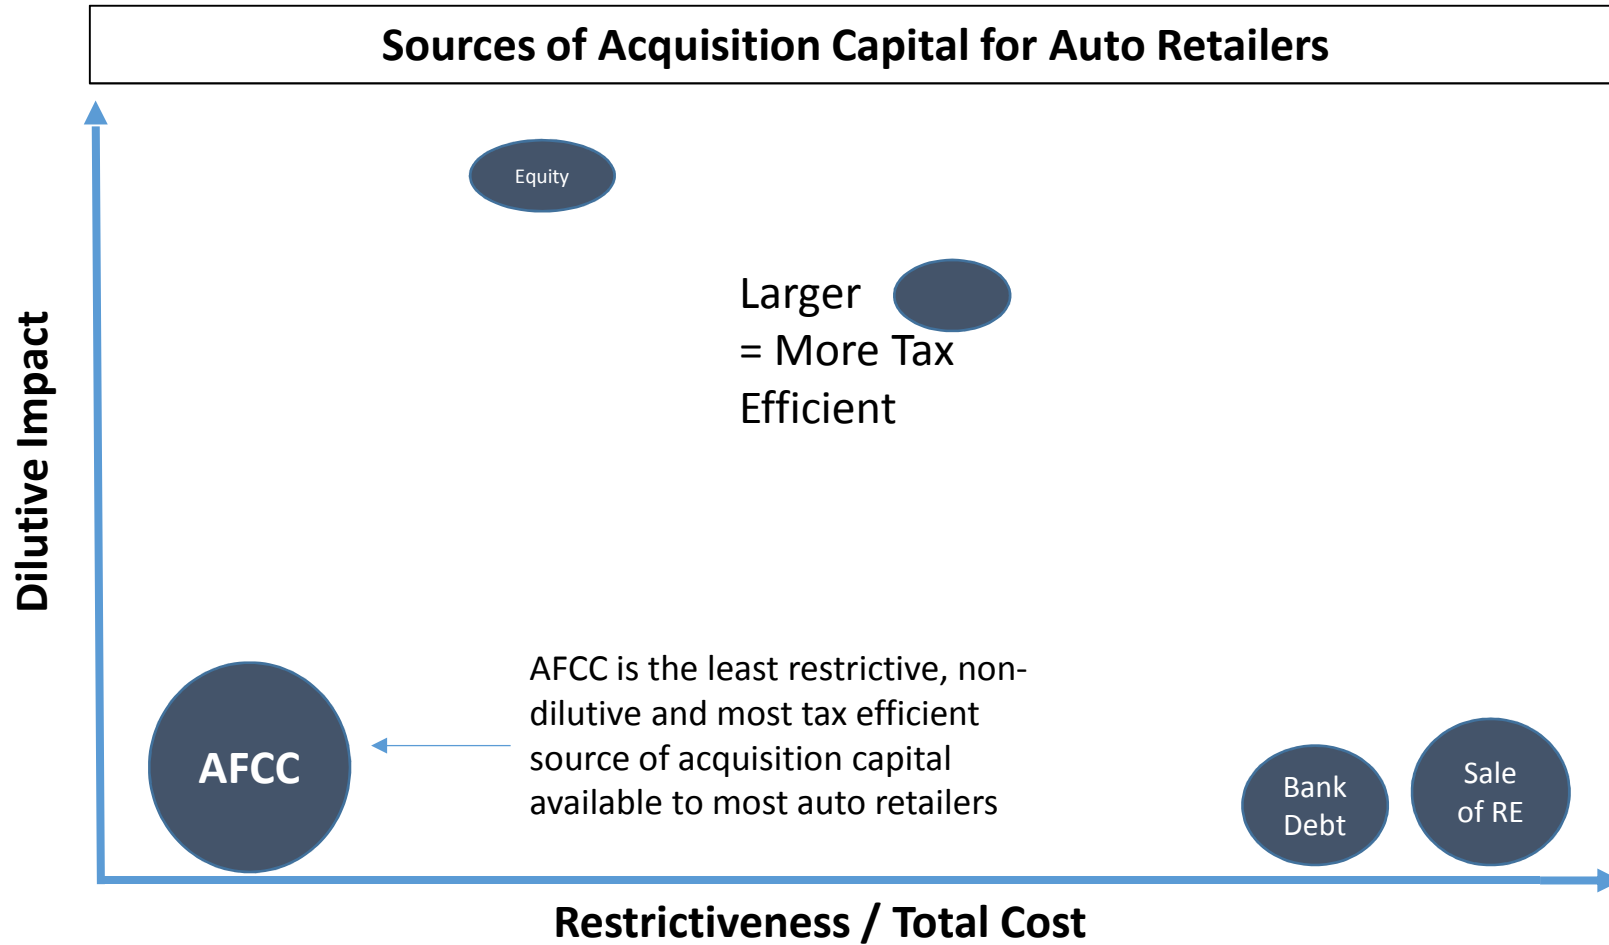 Sources of Acquisition Capital for Auto Retailers
Equity
Larger
= More Tax
Efficient
Dilutive Impact
AFCC is the least restrictive, non-
dilutive and most tax efficient
source of acquisition capital
available to most auto retailers
AFCC
Bank
Debt
Sale
of RE
Restrictiveness / Total Cost